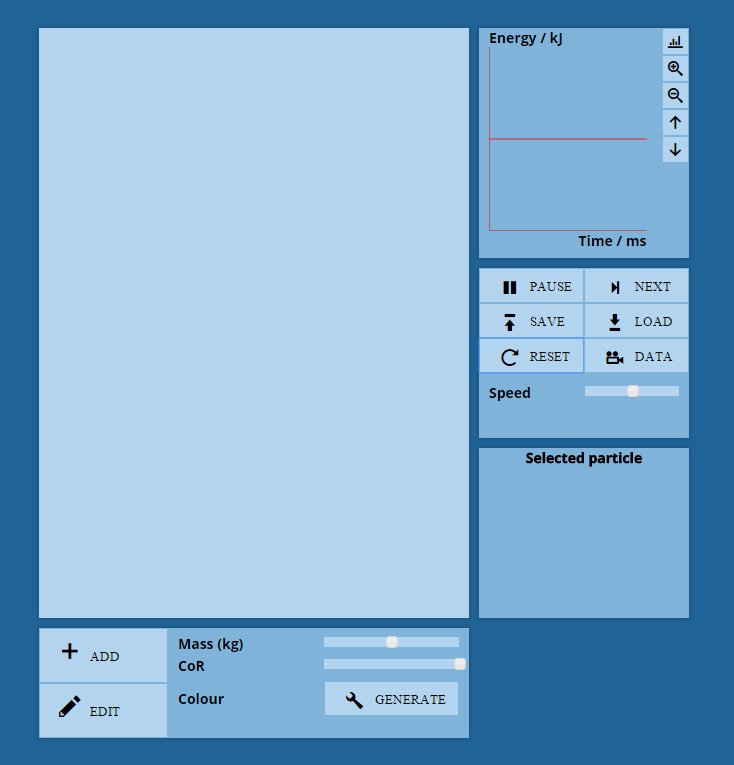 Energy / kJ
Time / ms
PAUSE
NEXT
SAVE
LOAD
RESET
DATA
Speed
Selected particle
ADD
Mass (kg)
CoR
EDIT
Colour
GENERATE